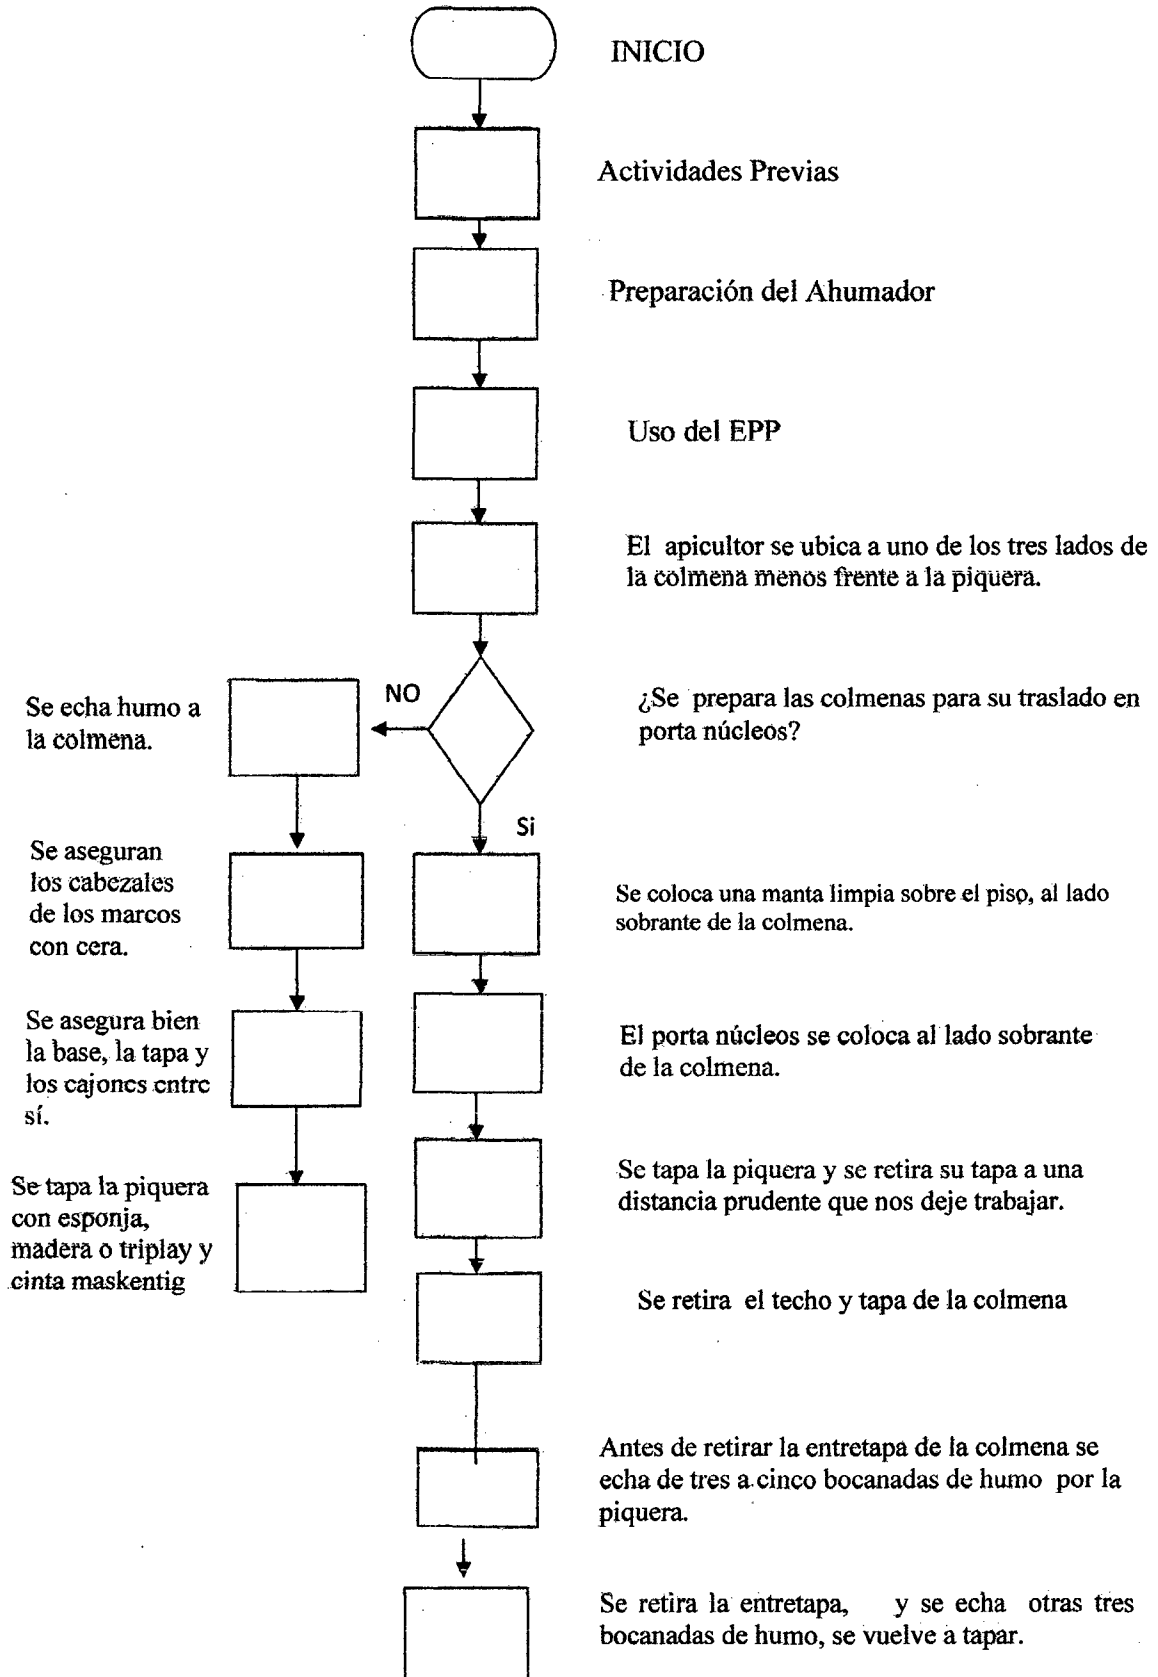 INICIO
Actividades Previas
Preparación del Ahumador
Uso del EPP
El apicultor se ubica a uno de los tres lados de
la colmena menos frente a la piquera.
¿Se prepara las colmenas para su traslado en
porta núcleos?
NO
Se echa humo a
la colmena.
Si
Se aseguran
los cabezales
de los marcos
con cera.
Se coloca una manta limpia sobre el piso, al lado
sobrante de la colmena.
Se asegura bien
la base, la tapa y
los cajones entre
sí.
El porta núcleos se coloca al lado sobrante
de la colmena.
Se tapa la piquera
con esponja,
madera o triplay y
cinta maskentig
Se tapa la piquera y se retira su tapa a una
distancia prudente que nos deje trabajar.
Se retira el techo y tapa de la colmena
Antes de retirar la entretapa de la colmena se
echa de tres a cinco bocanadas de humo por la
piquera.
Se retira la entretapa, y se echa otras tres
bocanadas de humo, se vuelve a tapar.